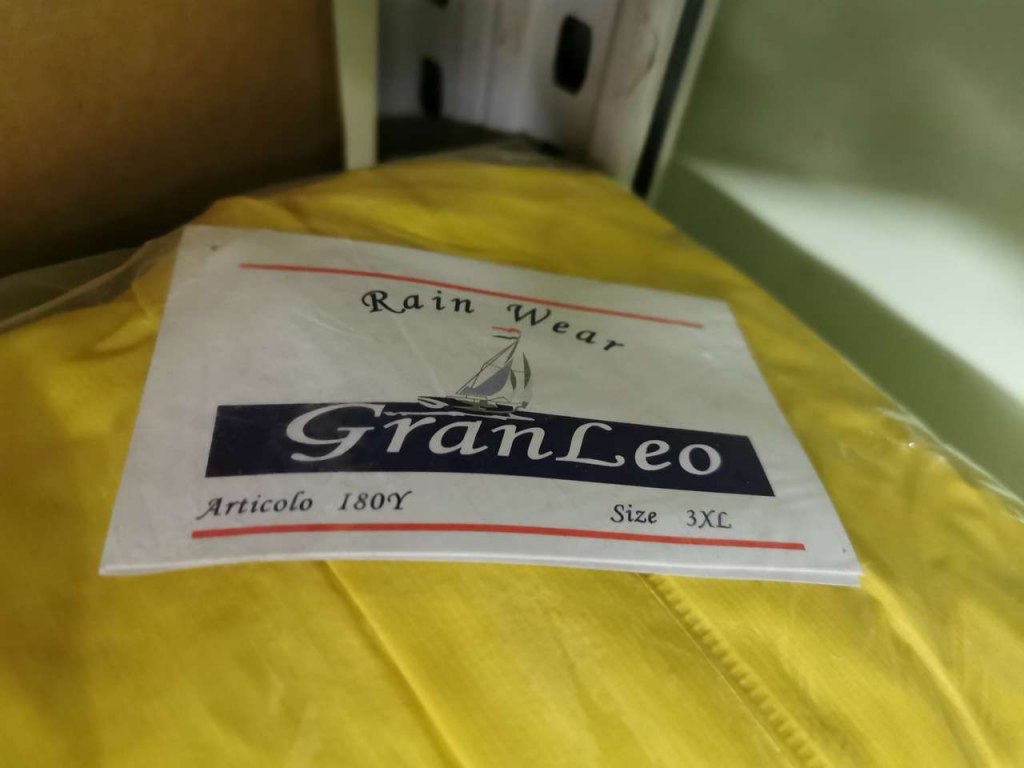 Rain Wear
GranLeo
Articolo 180Y Size 3XL